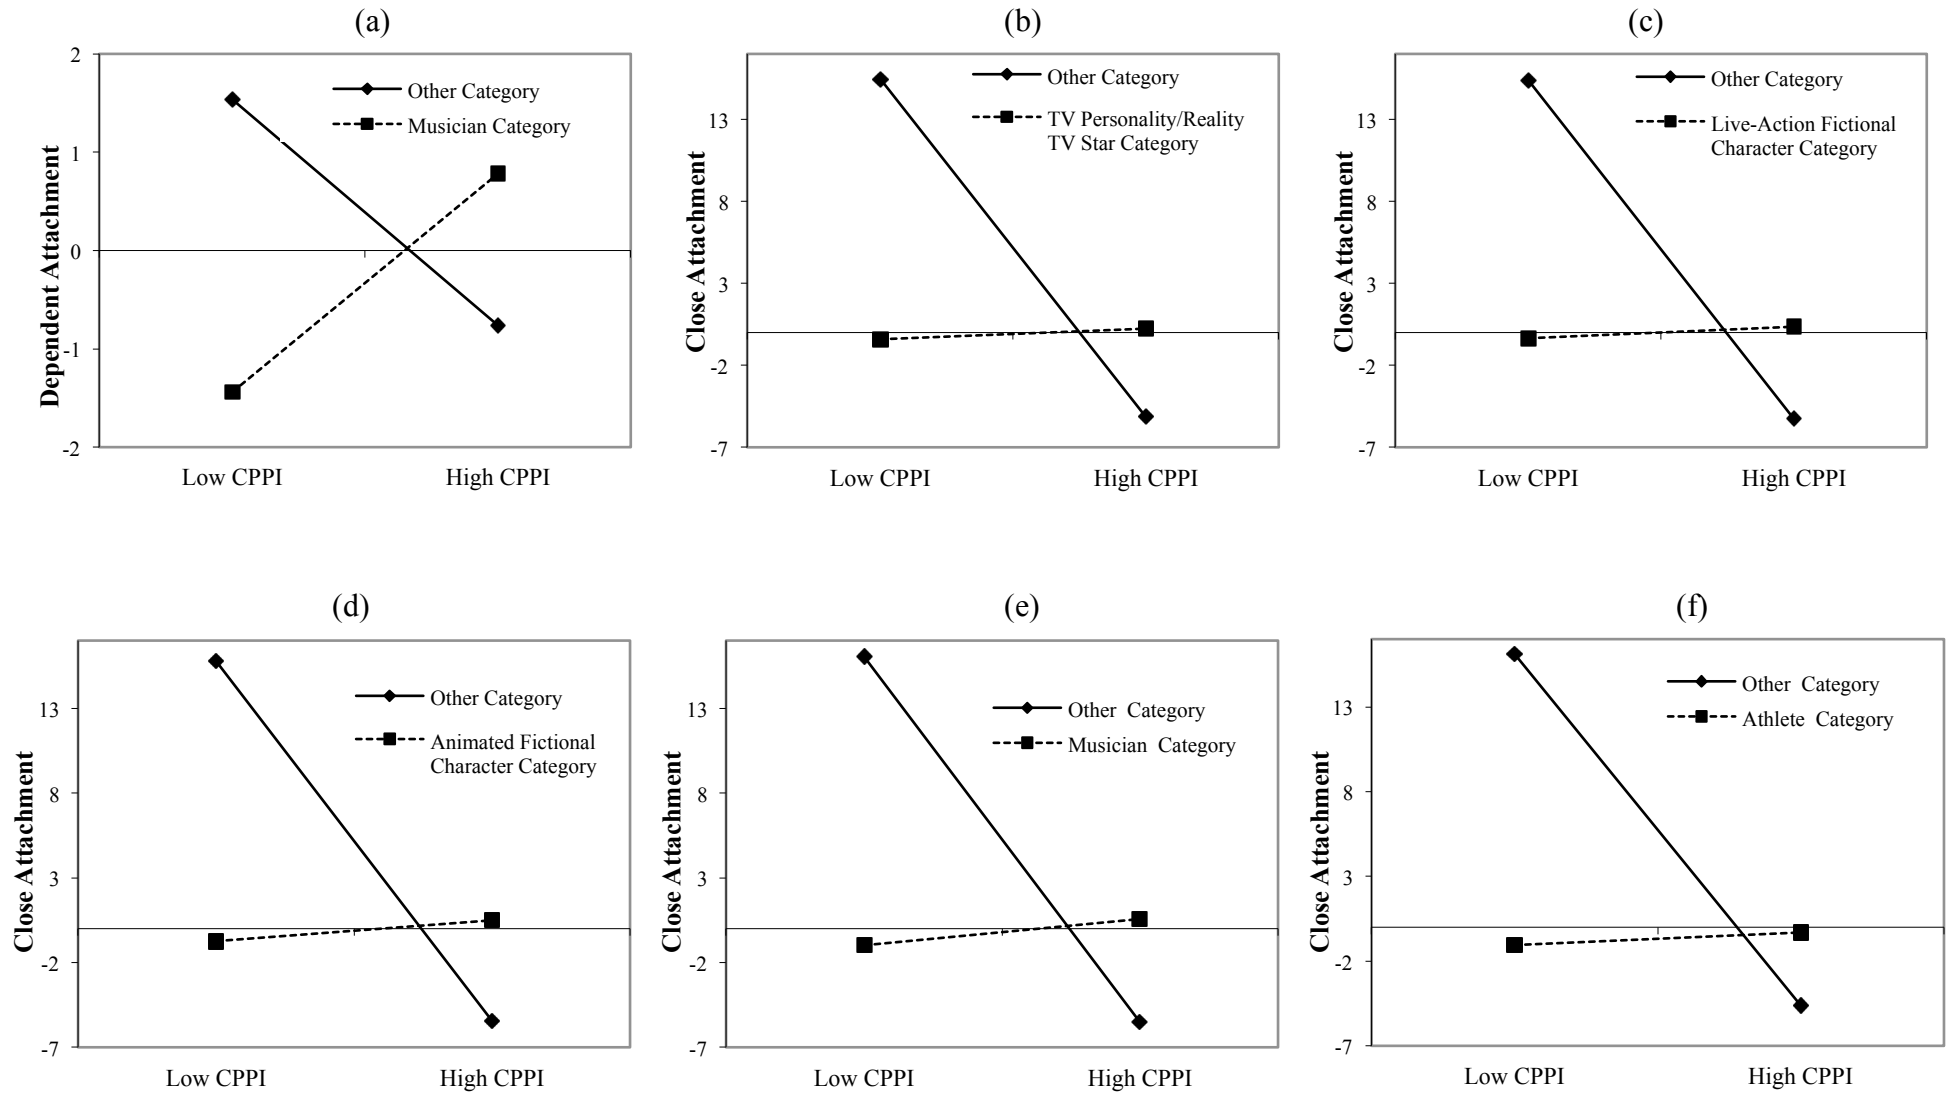 (a)
2
1
0
-1
-2
Dependent Attachment
Other Category
Musician Category
Low CPPI
High CPPI
(b)
13
8
3
-2
-7
Close Attachment
Other Category
TV Personality/Reality
TV Star Category
Low CPPI
High CPPI
(c)
13
8
3
-2
-7
Close Attachment
Other Category
Live-Action Fictional
Character Category
Low CPPI
High CPPI
(d)
13
8
3
-2
-7
Close Attachment
Other Category
Animated Fictional
Character Category
Low CPPI
High CPPI
(e)
13
8
3
-2
-7
Close Attachment
Other Category
Musician Category
Low CPPI
High CPPI
(f)
13
8
3
-2
-7
Close Attachment
Other Category
Athlete Category
Low CPPI
High CPPI